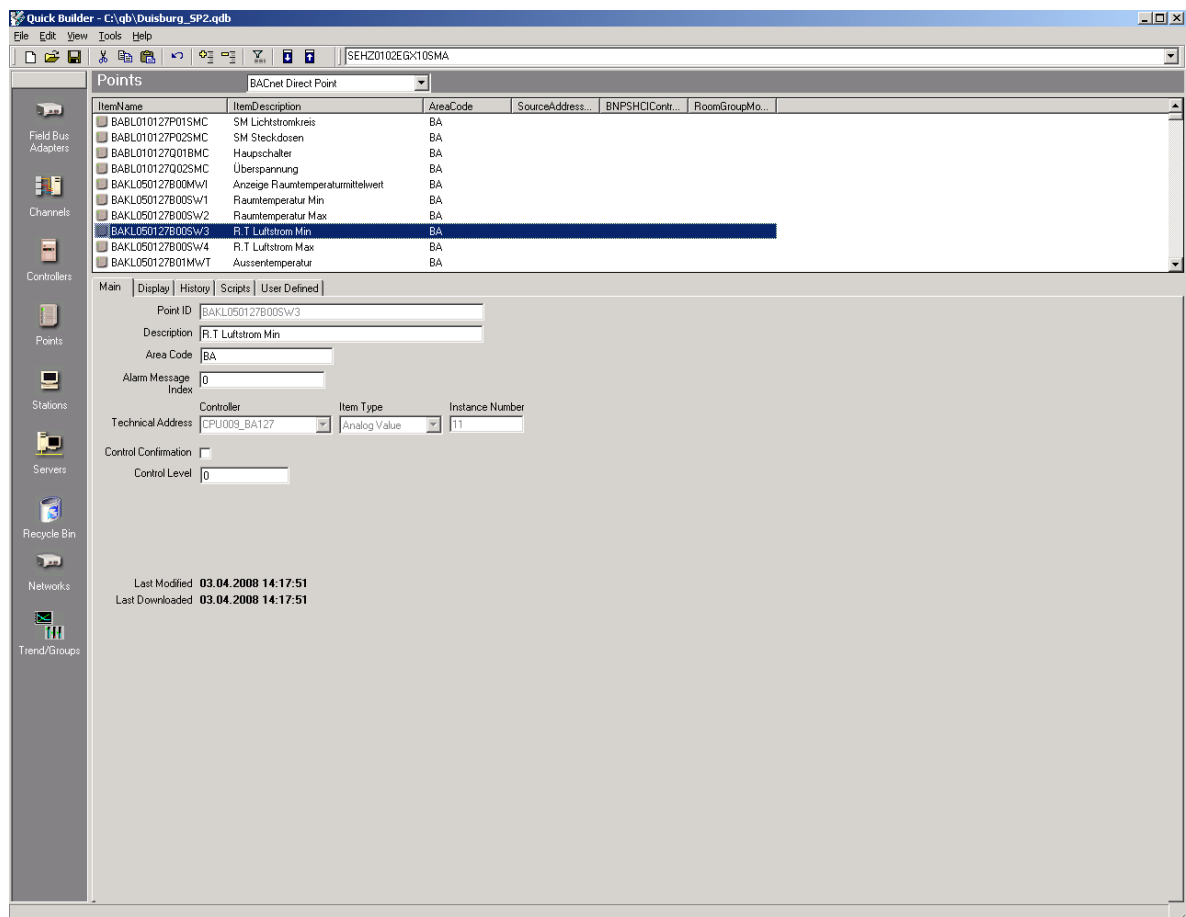 Quick Builder - C:\qb\Duisburg_SP2.qdb
File Edit View Tools Help
SEHZ0102EGX10SMA
Points BACnet Direct Point
ItemName ItemDescription AreaCode SourceAddress... BNPSHCIContr... RoomGroupMo...
BABL010127P01SMC SM Lichtstromkreis BA
BABL010127P02SMC SM Steckdosen BA
BABL010127Q01BMC Haupschalter BA
BABL010127Q02SMC Überspannung BA
BAKL050127B00MWI Anzeige Raumtemperaturmittelwert BA
BAKL050127B00SW1 Raumtemperatur Min BA
BAKL050127B00SW2 Raumtemperatur Max BA
BAKL050127B00SW3 R.T Luftstrom Min BA
BAKL050127B00SW4 R.T Luftstrom Max BA
BAKL050127B01MWT Aussentemperatur BA
Field Bus
Adapters
Channels
Controllers
Points
Stations
Servers
Recycle Bin
Networks
Trend/Groups
Main Display History Scripts User Defined
Point ID BAKL050127B00SW3
Description R.T Luftstrom Min
Area Code BA
Alarm Message
Index 0
Controller Item Type Instance Number
Technical Address CPU009_BA127 Analog Value 11
Control Confirmation
Control Level 0
Last Modified 03.04.2008 14:17:51
Last Downloaded 03.04.2008 14:17:51